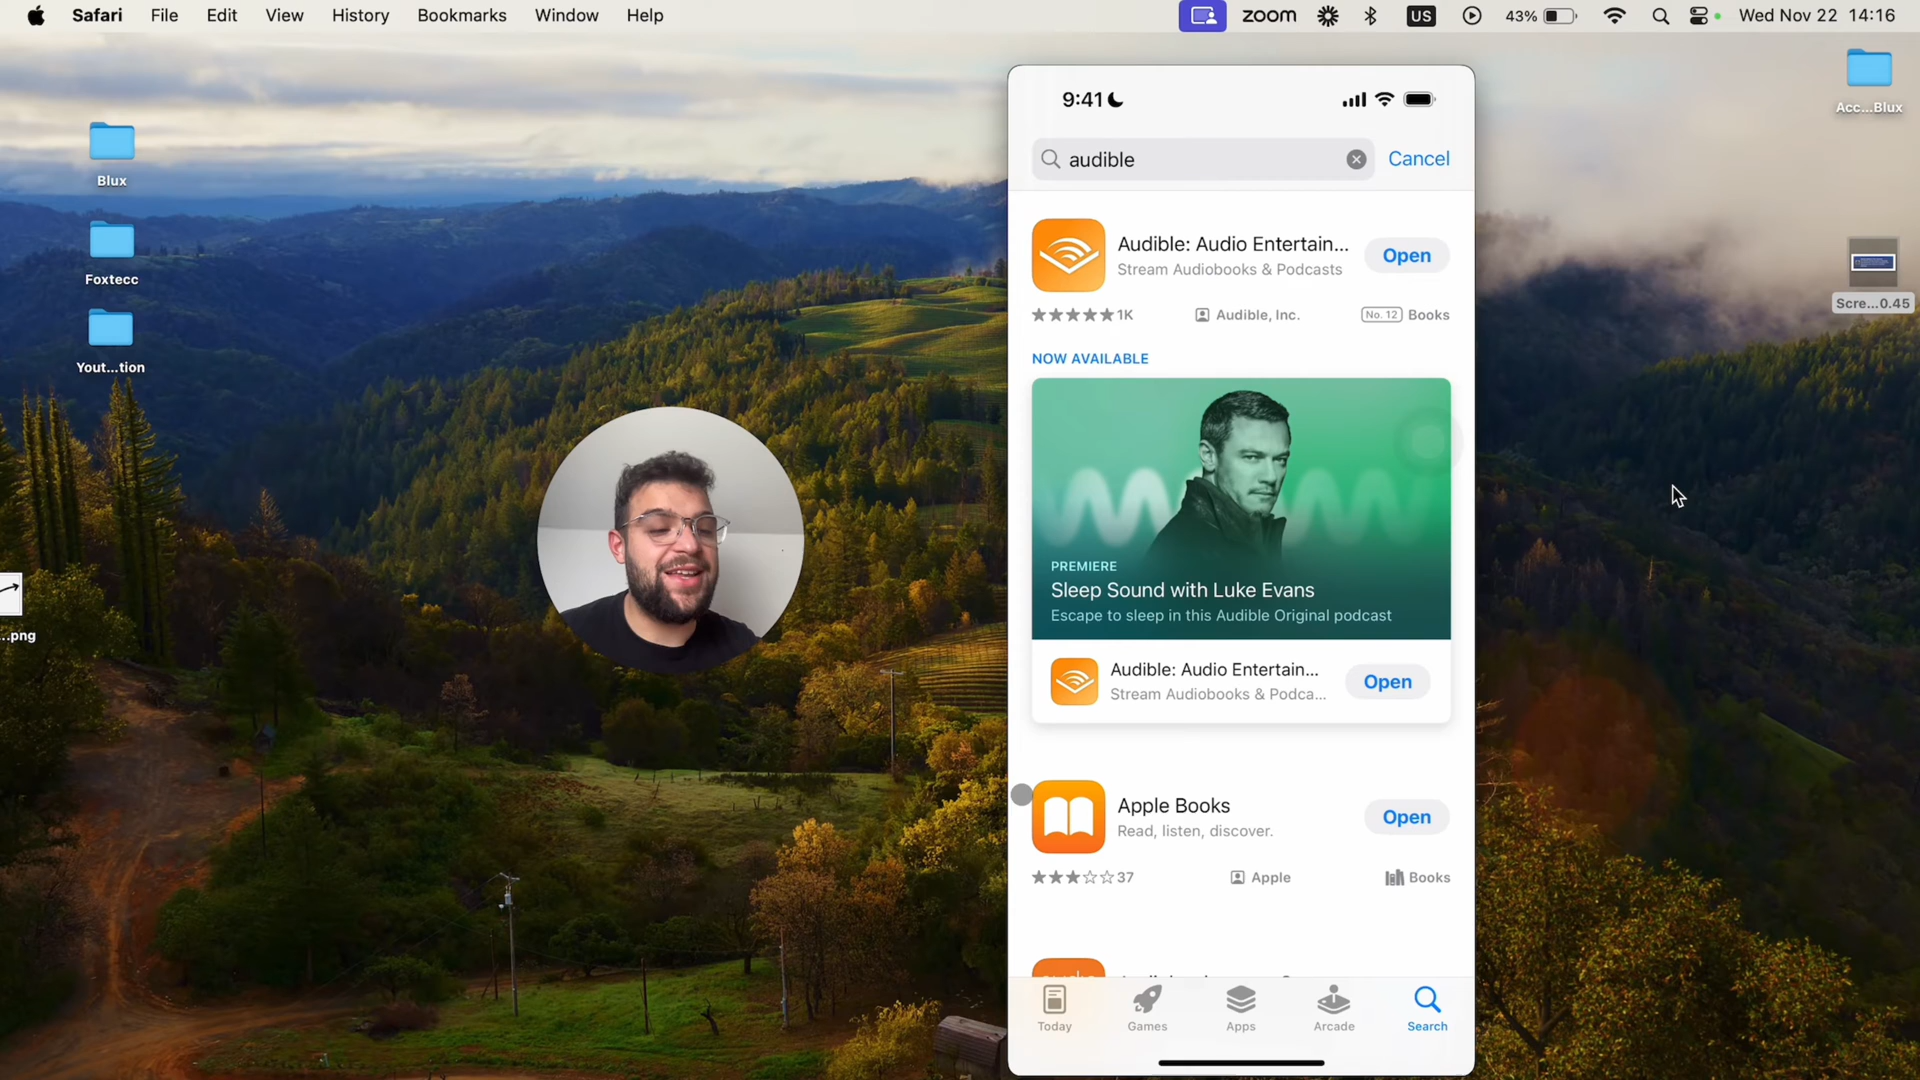 Safari File Edit View History Bookmarks Window Help
zoom US 43% Wed Nov 22 14:16
Blux
Foxtecc
Yout...tion
...png
Acc...Blux
Scre...0.45
9:41
audible Cancel
Audible: Audio Entertain...
Stream Audiobooks & Podcasts
Open
1K Audible, Inc. No. 12 Books
NOW AVAILABLE
PREMIERE
Sleep Sound with Luke Evans
Escape to sleep in this Audible Original podcast
Audible: Audio Entertain...
Stream Audiobooks & Podca...
Open
Apple Books
Read, listen, discover.
Open
37 Apple Books
Today Games Apps Arcade Search